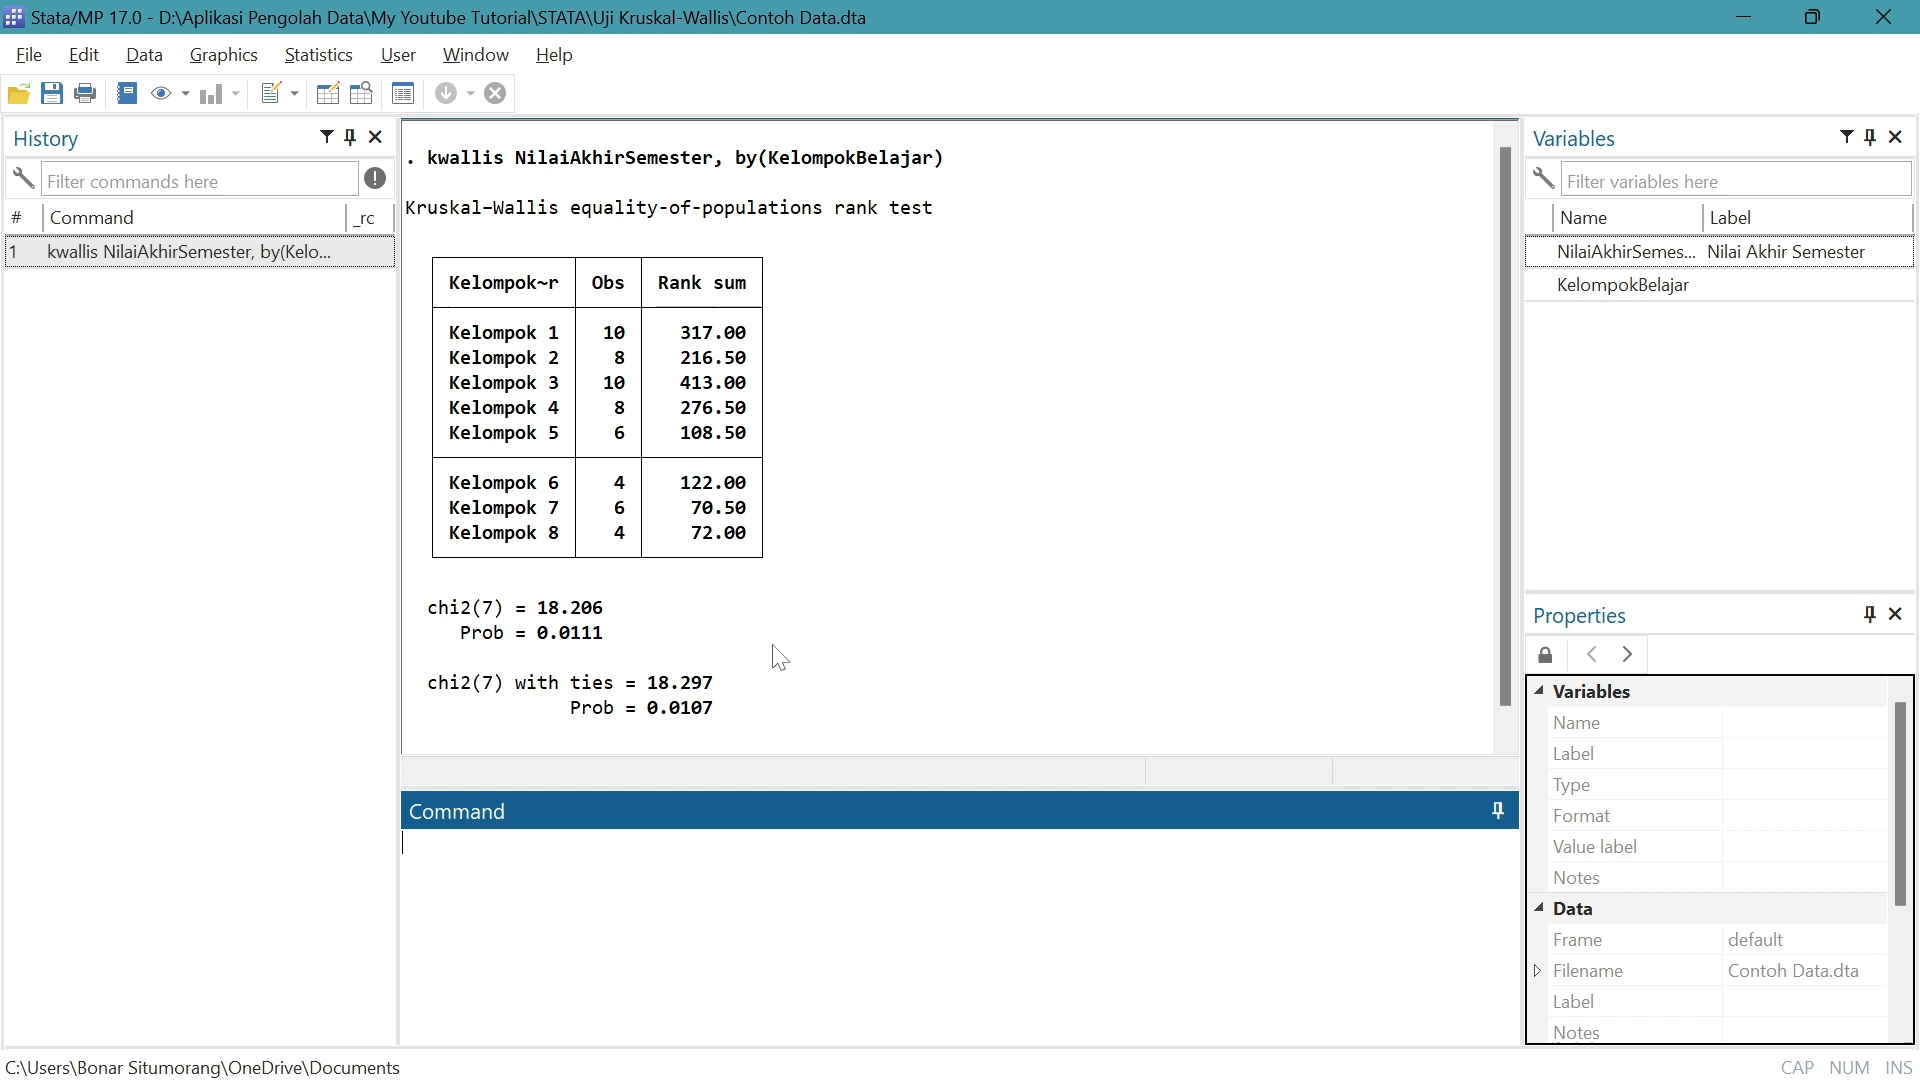 Stata/MP 17.0 - D:\Aplikasi Pengolah Data\My Youtube Tutorial\STATA\Uji Kruskal-Wallis\Contoh Data.dta
File Edit Data Graphics Statistics User Window Help
History
Filter commands here
# Command _rc
1 kwallis NilaiAkhirSemester, by(Kelo...
. kwallis NilaiAkhirSemester, by(KelompokBelajar)
Kruskal-Wallis equality-of-populations rank test
Kelompok~r Obs Rank sum
Kelompok 1 10 317.00
Kelompok 2 8 216.50
Kelompok 3 10 413.00
Kelompok 4 8 276.50
Kelompok 5 6 108.50
Kelompok 6 4 122.00
Kelompok 7 6 70.50
Kelompok 8 4 72.00
chi2(7) = 18.206
Prob = 0.0111
chi2(7) with ties = 18.297
Prob = 0.0107
Command
Variables
Filter variables here
Name Label
NilaiAkhirSemes... Nilai Akhir Semester
KelompokBelajar
Properties
Variables
Name
Label
Type
Format
Value label
Notes
Data
Frame default
Filename Contoh Data.dta
Label
Notes
C:\Users\Bonar Situmorang\OneDrive\Documents
CAP NUM INS